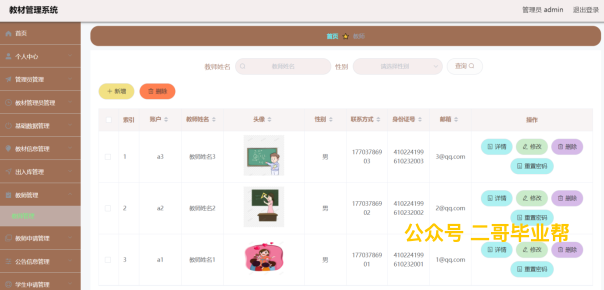 教材管理系统
管理员 admin 退出登录
首页
个人中心
管理员管理
教材管理员管理
基础数据管理
教材信息管理
出入库管理
教师管理
教师管理
教师申请管理
公告信息管理
学生申请管理
首页 教师
教师姓名 教师姓名 性别 请选择性别 查询
+ 新增 删除
索引 账户 教师姓名 头像 性别 联系方式 身份证号 邮箱 操作
1 a3 教师姓名3 男 17703786903 410224199610232003 3@qq.com 详情 修改 删除 重置密码
2 a2 教师姓名2 男 17703786902 410224199610232002 2@qq.com 详情 修改 删除 重置密码
3 a1 教师姓名1 男 17703786901 410224199610232001 1@qq.com 详情 修改 删除 重置密码
公众号 二哥毕业帮